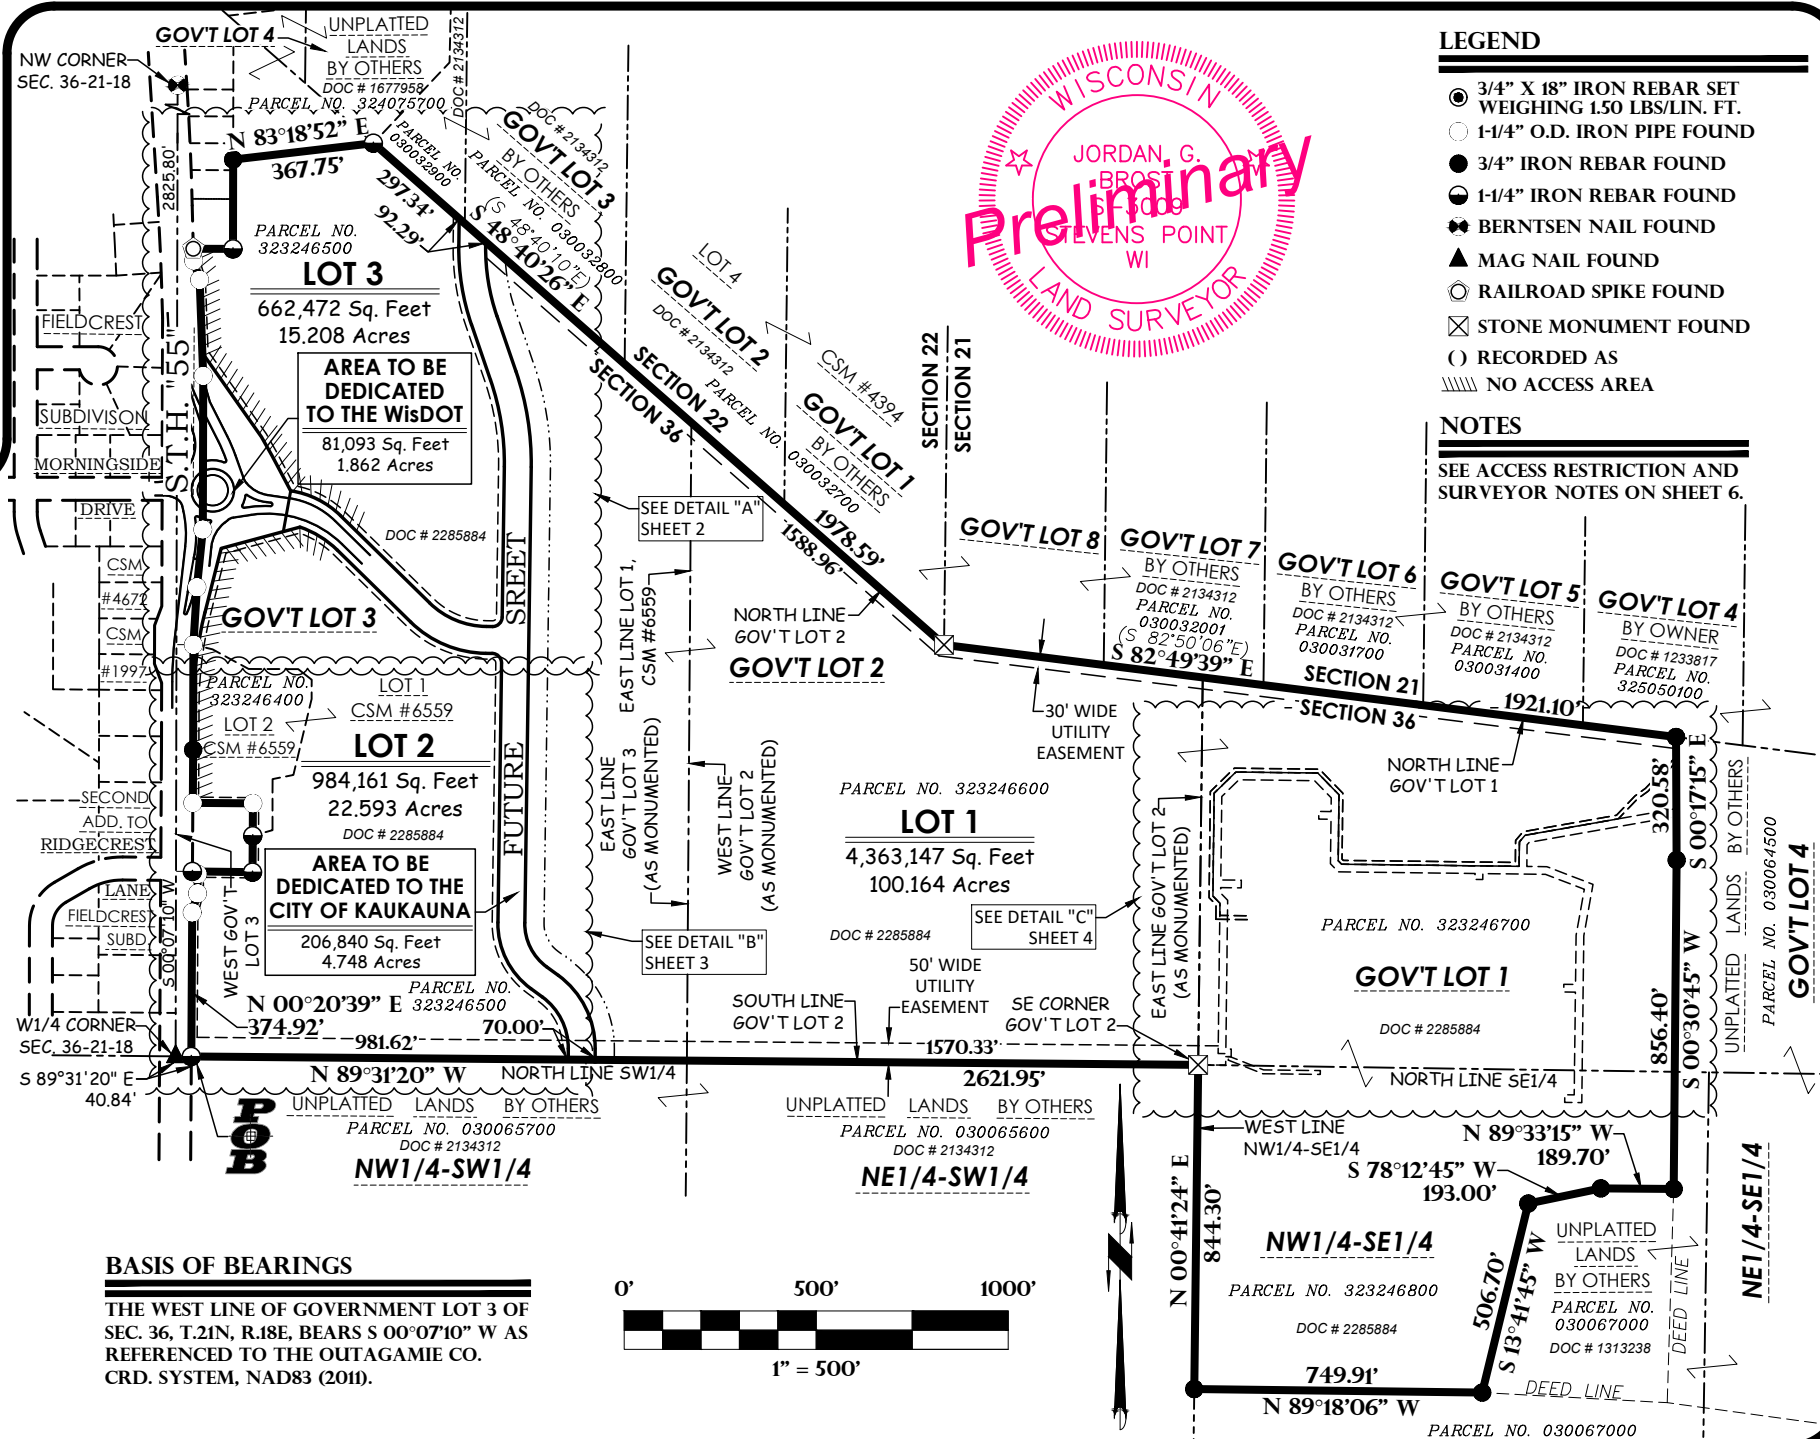 GOV'T LOT 4
UNPLATTED
LANDS
BY OTHERS
DOC # 1677958
PARCEL NO. 324075700
DOC # 2134312
NW CORNER
SEC. 36-21-18
2825.80
N 83°18'52" E
367.75'
PARCEL NO.
030032900
DOC # 2134312
GOV'T LOT 3
BY OTHERS
PARCEL NO. 030032800
(S 48°40'10"E)
S 48°40'26" E
297.34'
92.29'
PARCEL NO.
323246500
LOT 3
662,472 Sq. Feet
15.208 Acres
AREA TO BE
DEDICATED
TO THE WisDOT
81,093 Sq. Feet
1.862 Acres
DOC # 2285884
S.T.H. "55"
FIELDCREST
SUBDIVISON
MORNINGSIDE
DRIVE
CSM
#4672
CSM
#1997
GOV'T LOT 3
FUTURE SREET
SECTION 22
SECTION 36
LOT 4
GOV'T LOT 2
DOC # 2134312
CSM #4394
PARCEL NO. 030032700
GOV'T LOT 1
BY OTHERS
1978.59'
1588.96'
SECTION 22
SECTION 21
WISCONSIN
JORDAN G.
BROST
S-3009
STEVENS POINT
WI
LAND SURVEYOR
Preliminary
LEGEND
3/4" X 18" IRON REBAR SET
WEIGHING 1.50 LBS/LIN. FT.
1-1/4" O.D. IRON PIPE FOUND
3/4" IRON REBAR FOUND
1-1/4" IRON REBAR FOUND
BERNTSEN NAIL FOUND
MAG NAIL FOUND
RAILROAD SPIKE FOUND
STONE MONUMENT FOUND
( ) RECORDED AS
NO ACCESS AREA
NOTES
SEE ACCESS RESTRICTION AND
SURVEYOR NOTES ON SHEET 6.
SEE DETAIL "A"
SHEET 2
EAST LINE LOT 1,
CSM #6559
NORTH LINE
GOV'T LOT 2
GOV'T LOT 2
GOV'T LOT 8
GOV'T LOT 7
BY OTHERS
DOC # 2134312
PARCEL NO.
030032001
(S 82°50'06"E)
S 82°49'39" E
GOV'T LOT 6
BY OTHERS
DOC # 2134312
PARCEL NO.
030031700
GOV'T LOT 5
BY OTHERS
DOC # 2134312
PARCEL NO.
030031400
GOV'T LOT 4
BY OWNER
DOC # 1233817
PARCEL NO.
325050100
SECTION 21
SECTION 36
1921.10'
30' WIDE
UTILITY
EASEMENT
NORTH LINE
GOV'T LOT 1
PARCEL NO.
323246400
LOT 2
CSM #6559
LOT 1
CSM #6559
LOT 2
984,161 Sq. Feet
22.593 Acres
DOC # 2285884
AREA TO BE
DEDICATED TO THE
CITY OF KAUKAUNA
206,840 Sq. Feet
4.748 Acres
SECOND
ADD. TO
RIDGECREST
LANE
FIELDCREST
SUBD.
S 00°07'10" W
WEST GOV'T
LOT 3
EAST LINE
GOV'T LOT 3
(AS MONUMENTED)
WEST LINE
GOV'T LOT 2
(AS MONUMENTED)
SEE DETAIL "B"
SHEET 3
PARCEL NO. 323246600
LOT 1
4,363,147 Sq. Feet
100.164 Acres
DOC # 2285884
SEE DETAIL "C"
SHEET 4
EAST LINE GOV'T LOT 2
(AS MONUMENTED)
PARCEL NO. 323246700
GOV'T LOT 1
DOC # 2285884
320.58'
S 00°17'15" E
856.40'
S 00°30'45" W
UNPLATTED LANDS BY OTHERS
PARCEL NO. 030064500
GOV'T LOT 4
N 00°20'39" E
374.92'
PARCEL NO.
323246500
70.00'
981.62'
N 89°31'20" W
NORTH LINE SW1/4
SOUTH LINE
GOV'T LOT 2
50' WIDE
UTILITY
EASEMENT
SE CORNER
GOV'T LOT 2
1570.33'
2621.95'
NORTH LINE SE1/4
W1/4 CORNER
SEC. 36-21-18
S 89°31'20" E
40.84'
POB
UNPLATTED LANDS BY OTHERS
PARCEL NO. 030065700
DOC # 2134312
NW1/4-SW1/4
UNPLATTED LANDS BY OTHERS
PARCEL NO. 030065600
DOC # 2134312
NE1/4-SW1/4
WEST LINE
NW1/4-SE1/4
N 00°41'24" E
844.30'
N 89°33'15" W
189.70'
S 78°12'45" W
193.00'
NW1/4-SE1/4
PARCEL NO. 323246800
DOC # 2285884
506.70'
S 13°41'45" W
UNPLATTED
LANDS
BY OTHERS
PARCEL NO.
030067000
DOC # 1313238
DEED LINE
NE1/4-SE1/4
749.91'
N 89°18'06" W
DEED LINE
PARCEL NO. 030067000
BASIS OF BEARINGS
THE WEST LINE OF GOVERNMENT LOT 3 OF
SEC. 36, T.21N, R.18E, BEARS S 00°07'10" W AS
REFERENCED TO THE OUTAGAMIE CO.
CRD. SYSTEM, NAD83 (2011).
0' 500' 1000'
1" = 500'